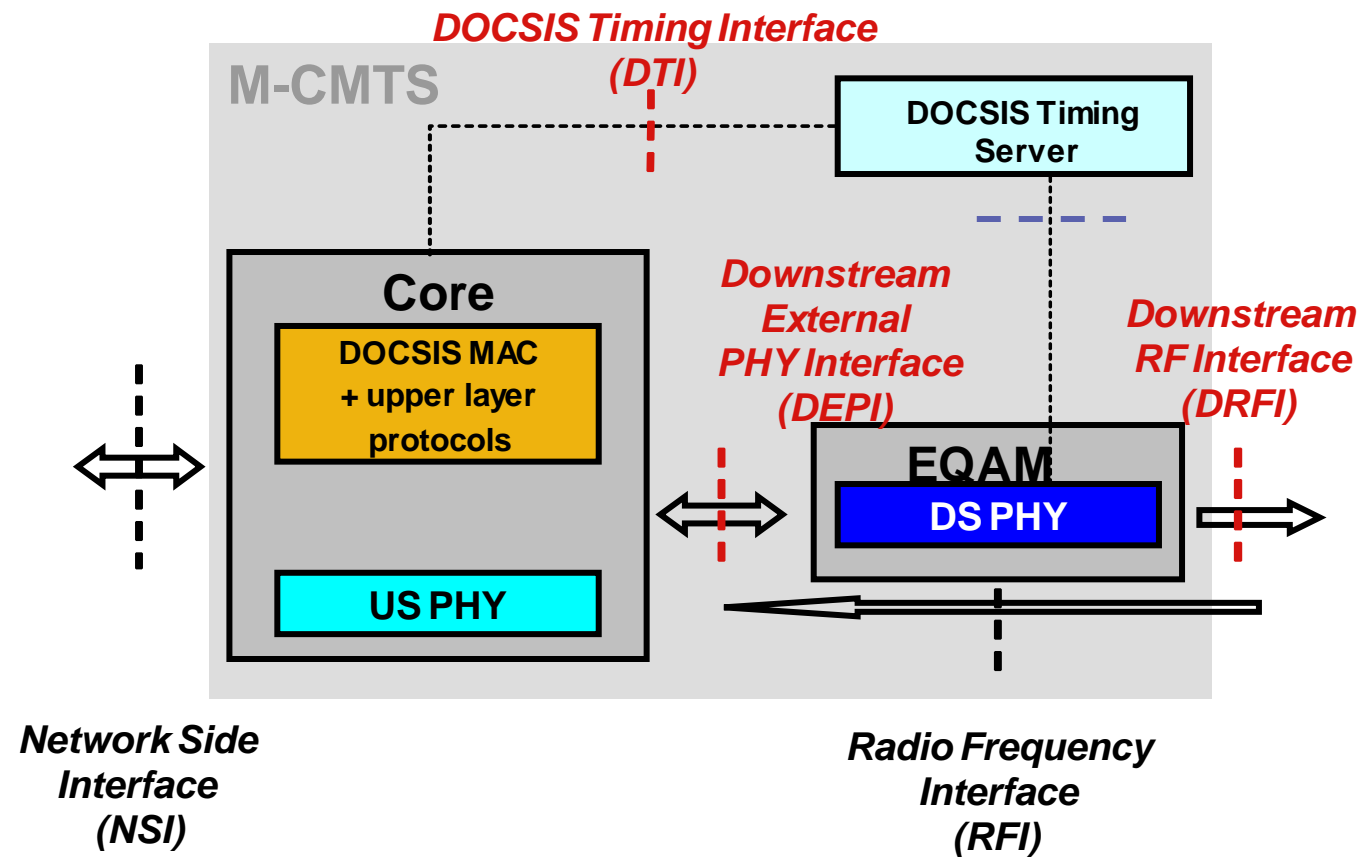 DOCSIS Timing Interface
(DTI)
M-CMTS
DOCSIS Timing
Server
Core
DOCSIS MAC
+ upper layer
protocols
US PHY
Downstream
External
PHY Interface
(DEPI)
EQAM
DS PHY
Downstream
RF Interface
(DRFI)
Network Side
Interface
(NSI)
Radio Frequency
Interface
(RFI)